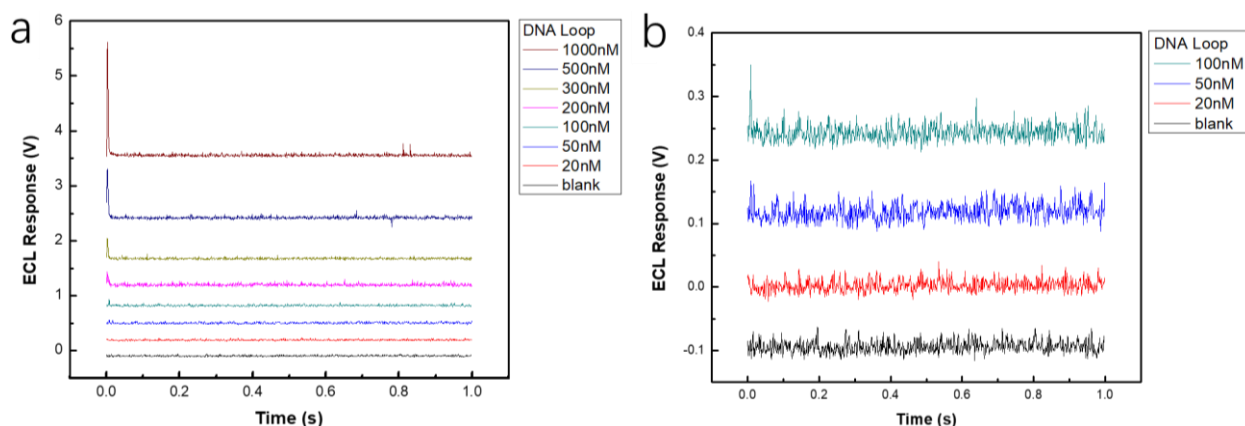 a
ECL Response (V)
6
5
4
3
2
1
0
0.0 0.2 0.4 0.6 0.8 1.0
Time (s)
DNA Loop
1000nM
500nM
300nM
200nM
100nM
50nM
20nM
blank
b
ECL Response (V)
0.4
0.3
0.2
0.1
0.0
-0.1
0.0 0.2 0.4 0.6 0.8 1.0
Time (s)
DNA Loop
100nM
50nM
20nM
blank